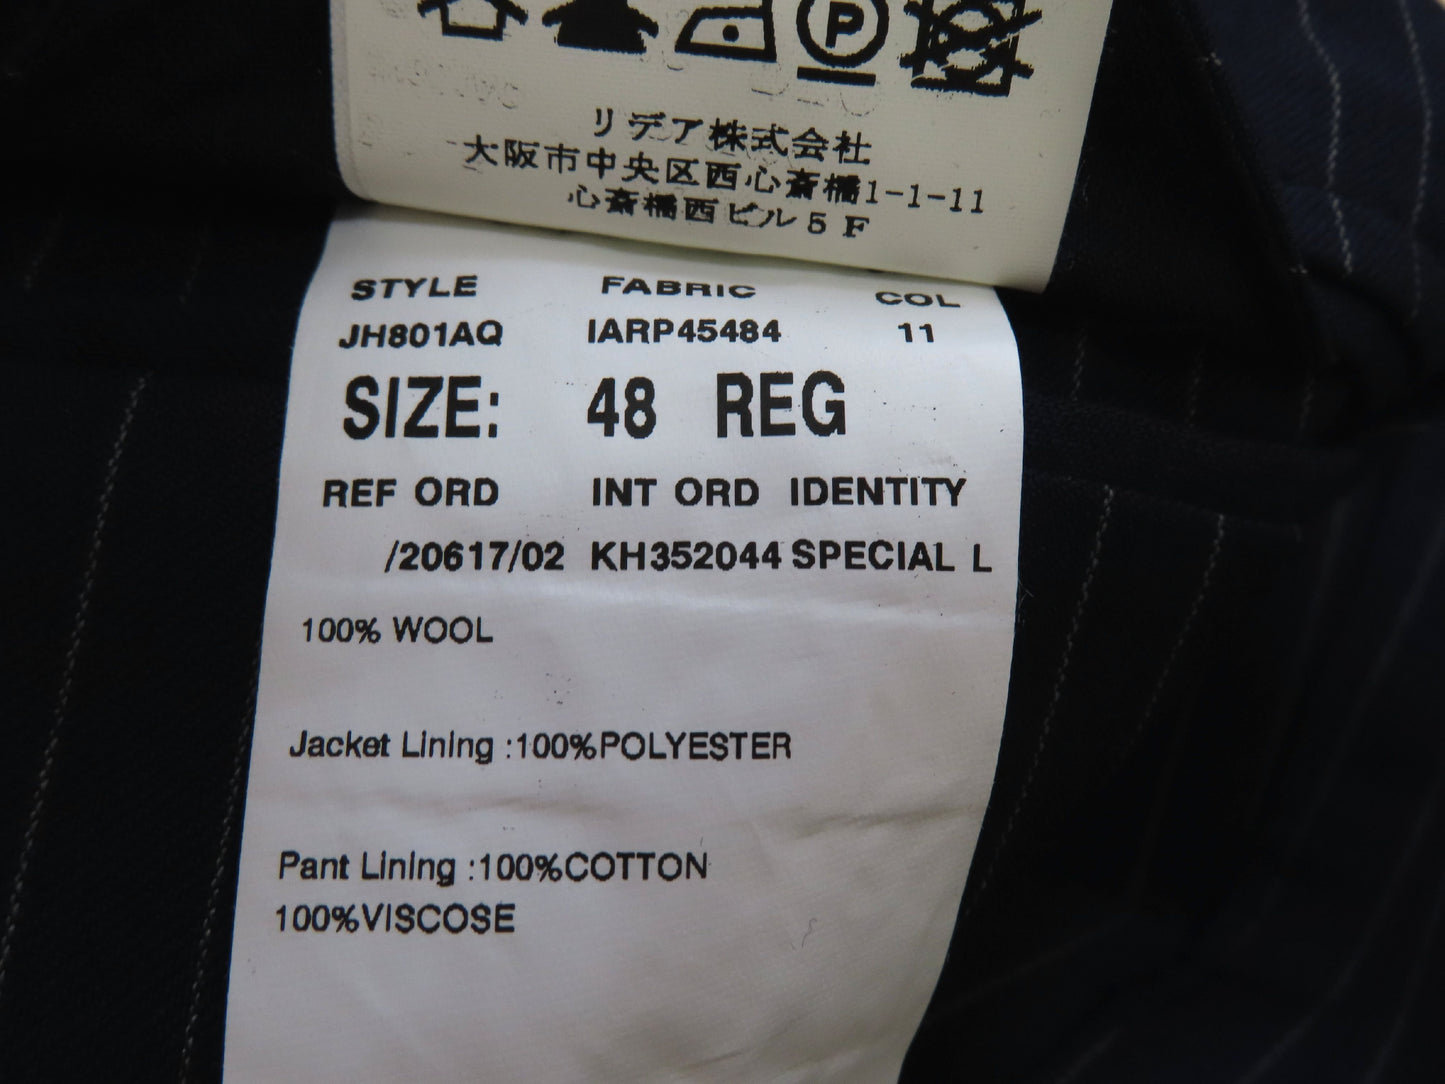 P
リデア株式会社
大阪市中央区西心斎橋1-1-11
心斎橋西ビル5F
STYLE FABRIC COL
JH801AQ IARP45484 11
SIZE: 48 REG
REF ORD INT ORD IDENTITY
/20617/02 KH352044 SPECIAL L
100% WOOL
Jacket Lining :100%POLYESTER
Pant Lining :100%COTTON
100%VISCOSE